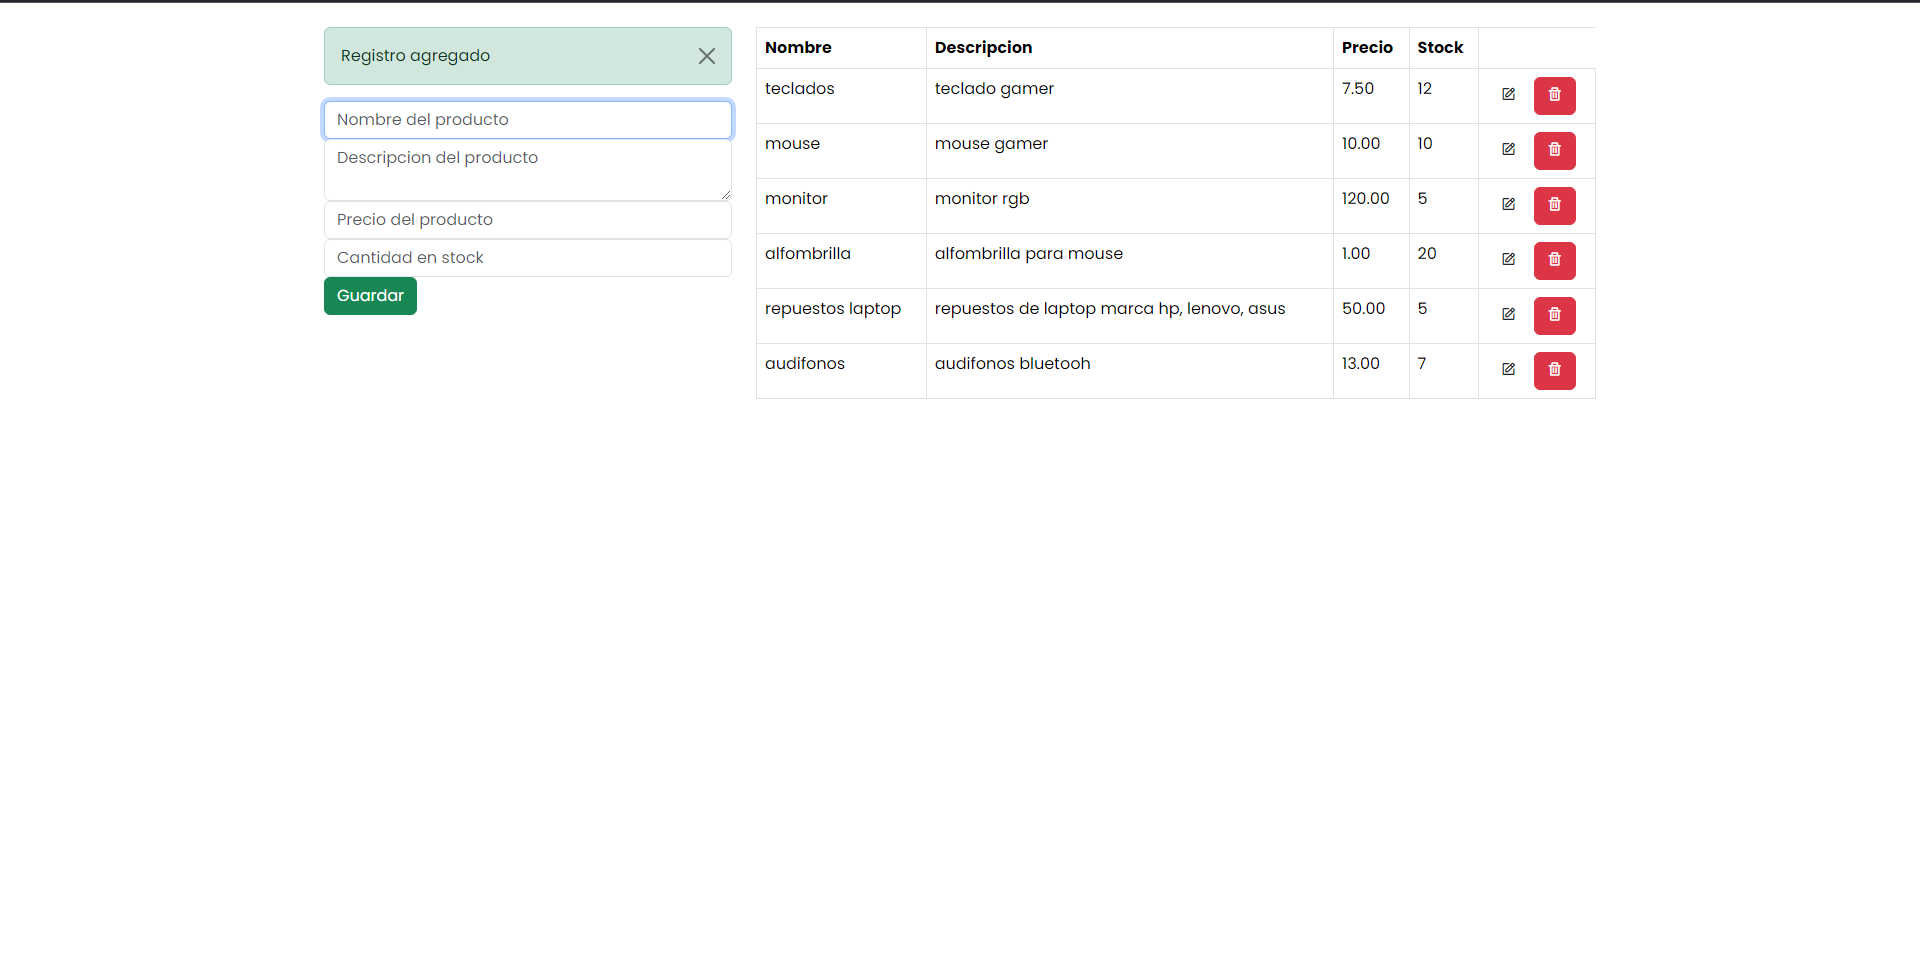 Registro agregado
Nombre del producto
Descripcion del producto
Precio del producto
Cantidad en stock
Guardar
Nombre Descripcion Precio Stock
teclados teclado gamer 7.50 12
mouse mouse gamer 10.00 10
monitor monitor rgb 120.00 5
alfombrilla alfombrilla para mouse 1.00 20
repuestos laptop repuestos de laptop marca hp, lenovo, asus 50.00 5
audifonos audifonos bluetooh 13.00 7